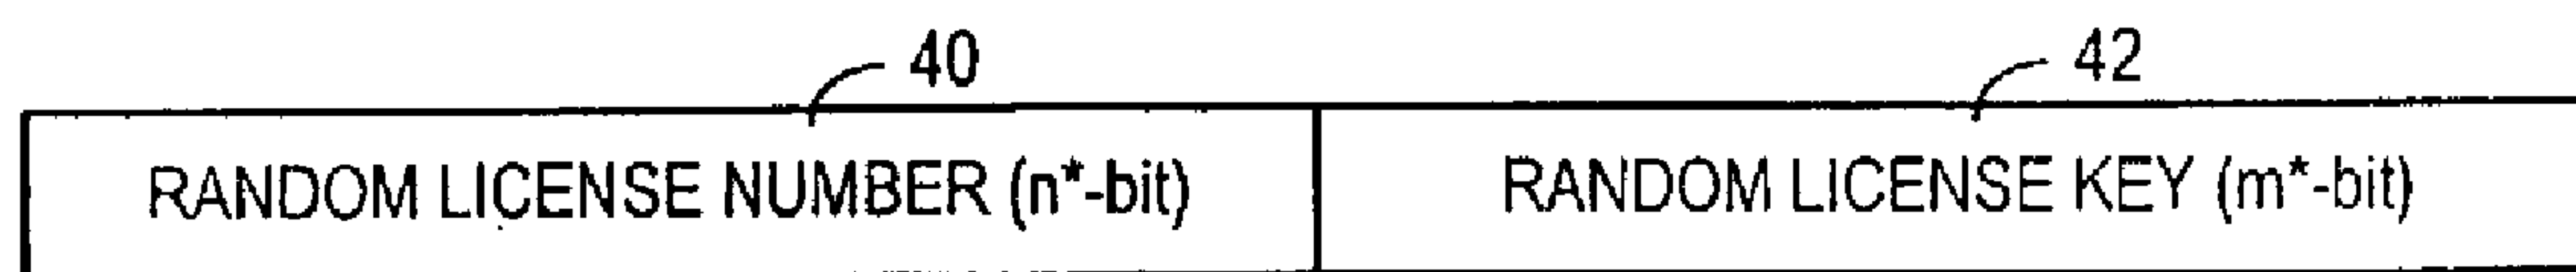 40 42
RANDOM LICENSE NUMBER (n*-bit) RANDOM LICENSE KEY (m*-bit)